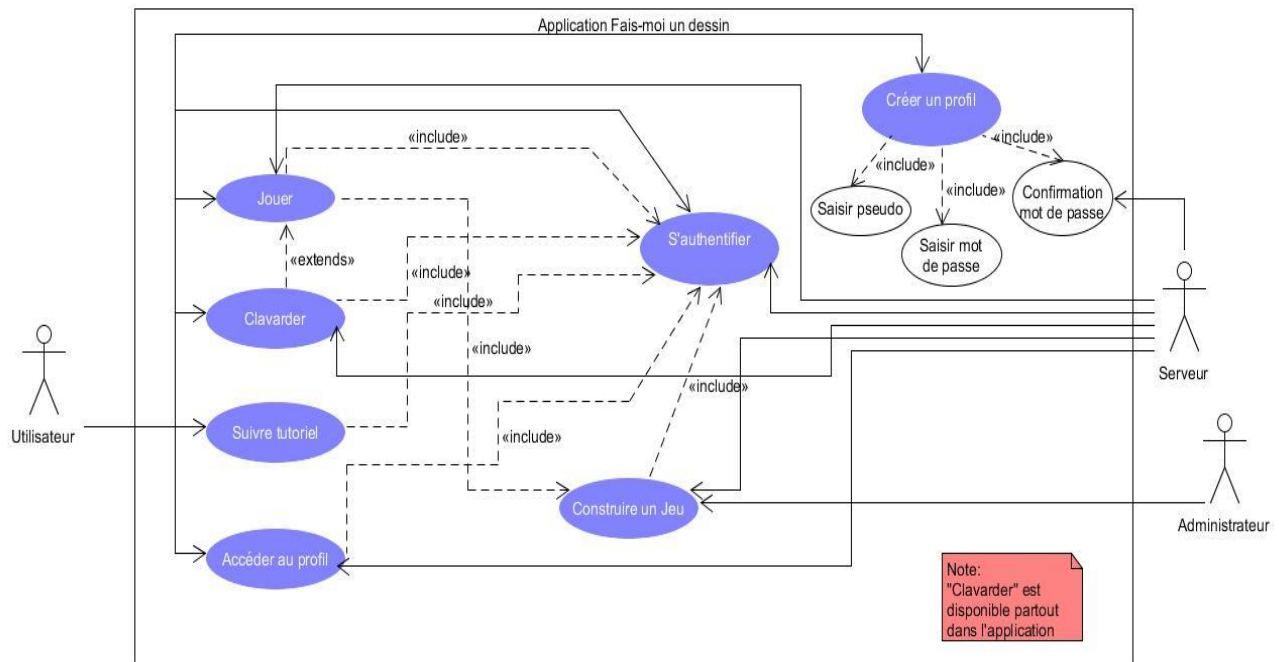 Application Fais-moi un dessin
Créer un profil
«include»
«include»
«include»
«include»
Saisir pseudo
Confirmation
mot de passe
Saisir mot
de passe
Jouer
S'authentifier
«extends»
«include»
«include»
Clavarder
«include»
«include»
Utilisateur
Serveur
Suivre tutoriel
«include»
Construire un Jeu
Administrateur
Accéder au profil
Note:
"Clavarder" est
disponible partout
dans l'application